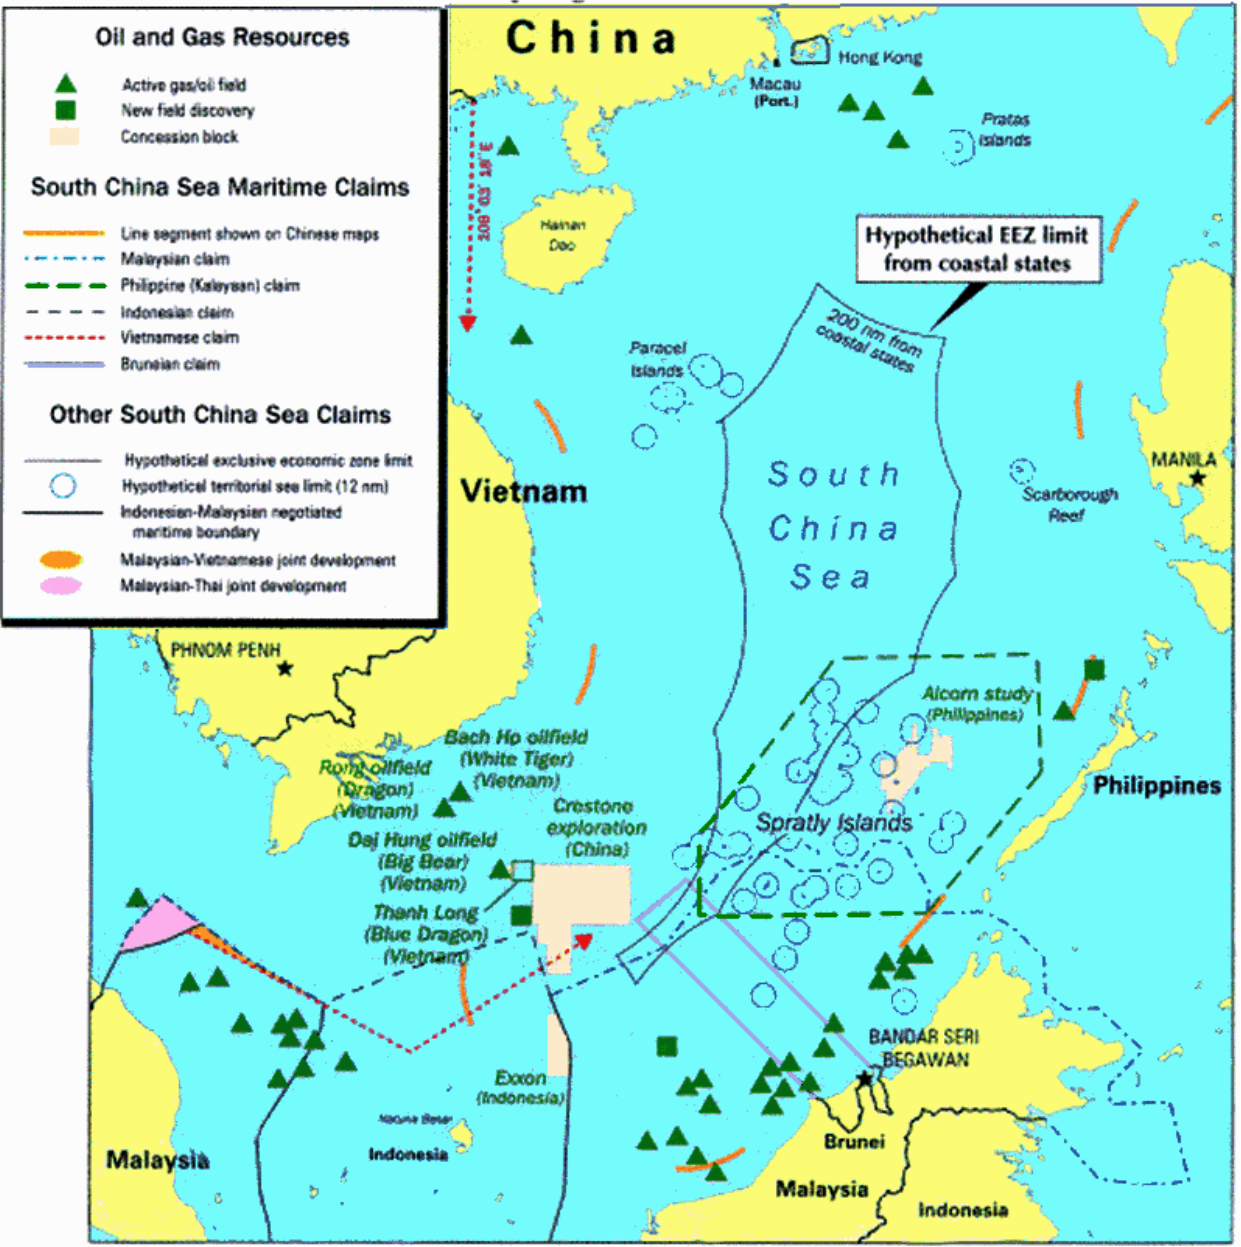 Oil and Gas Resources
Active gas/oil field
New field discovery
Concession block
South China Sea Maritime Claims
Line segment shown on Chinese maps
Malaysian claim
Philippine (Kalayaan) claim
Indonesian claim
Vietnamese claim
Bruneian claim
Other South China Sea Claims
Hypothetical exclusive economic zone limit
Hypothetical territorial sea limit (12 nm)
Indonesian-Malaysian negotiated
maritime boundary
Malaysian-Vietnamese joint development
Malaysian-Thai joint development
China
Hong Kong
Macau
(Port.)
Pratas
Islands
108°03'18"E
Hainan
Dao
Hypothetical EEZ limit
from coastal states
200 nm from
coastal states
Paracel
Islands
South
China
Sea
MANILA
Scarborough
Reef
Vietnam
PHNOM PENH
Alcorn study
(Philippines)
Bach Ho oilfield
(White Tiger)
(Vietnam)
Rong oilfield
(Dragon)
(Vietnam)
Philippines
Crestone
exploration
(China)
Spratly Islands
Dai Hung oilfield
(Big Bear)
(Vietnam)
Thanh Long
(Blue Dragon)
(Vietnam)
BANDAR SERI
BEGAWAN
Exxon
(Indonesia)
Natuna Besar
Indonesia
Malaysia
Brunei
Malaysia
Indonesia